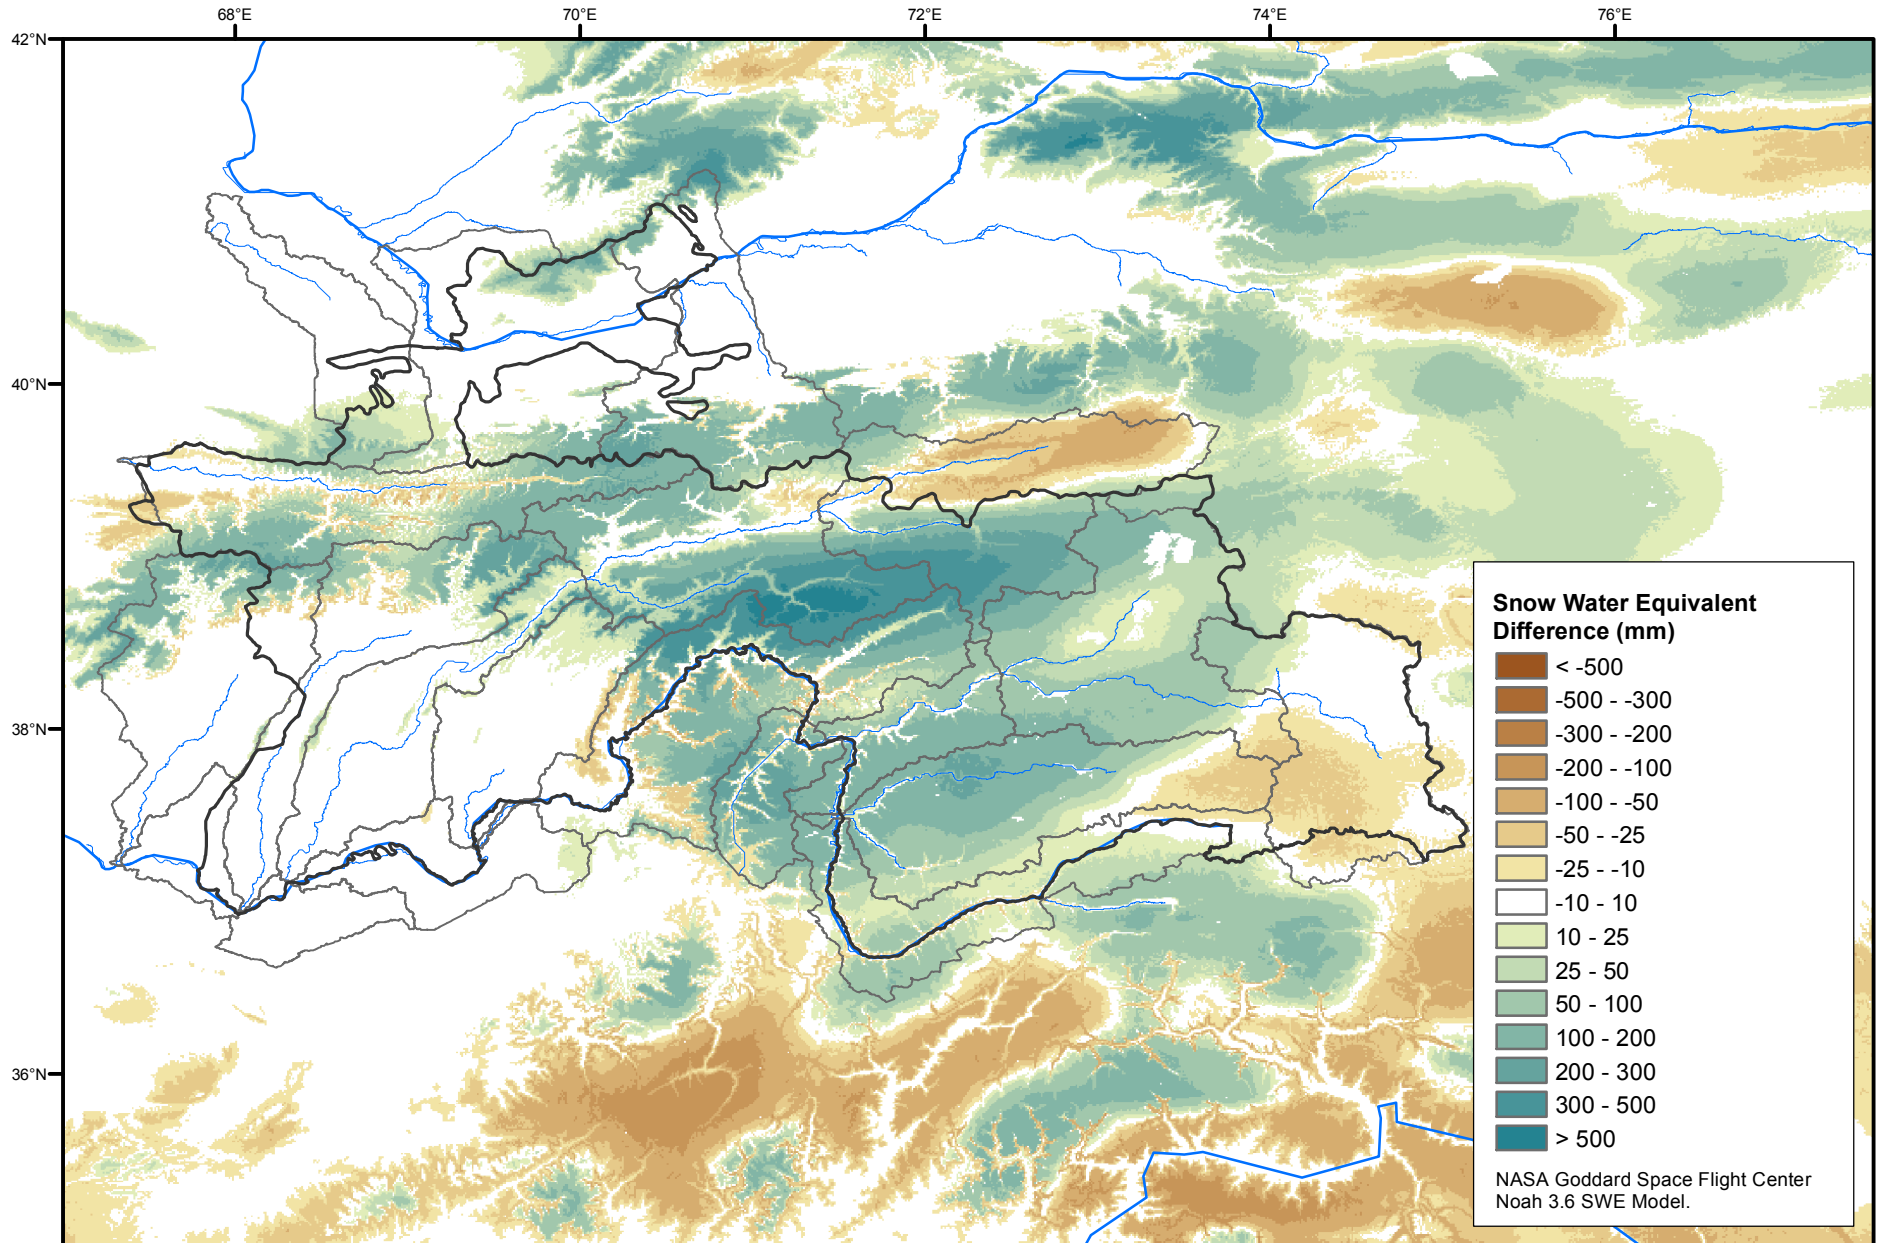 68°E
70°E
72°E
74°E
76°E
42°N
40°N
38°N
36°N
Snow Water Equivalent
Difference (mm)
< -500
-500 - -300
-300 - -200
-200 - -100
-100 - -50
-50 - -25
-25 - -10
-10 - 10
10 - 25
25 - 50
50 - 100
100 - 200
200 - 300
300 - 500
> 500
NASA Goddard Space Flight Center
Noah 3.6 SWE Model.